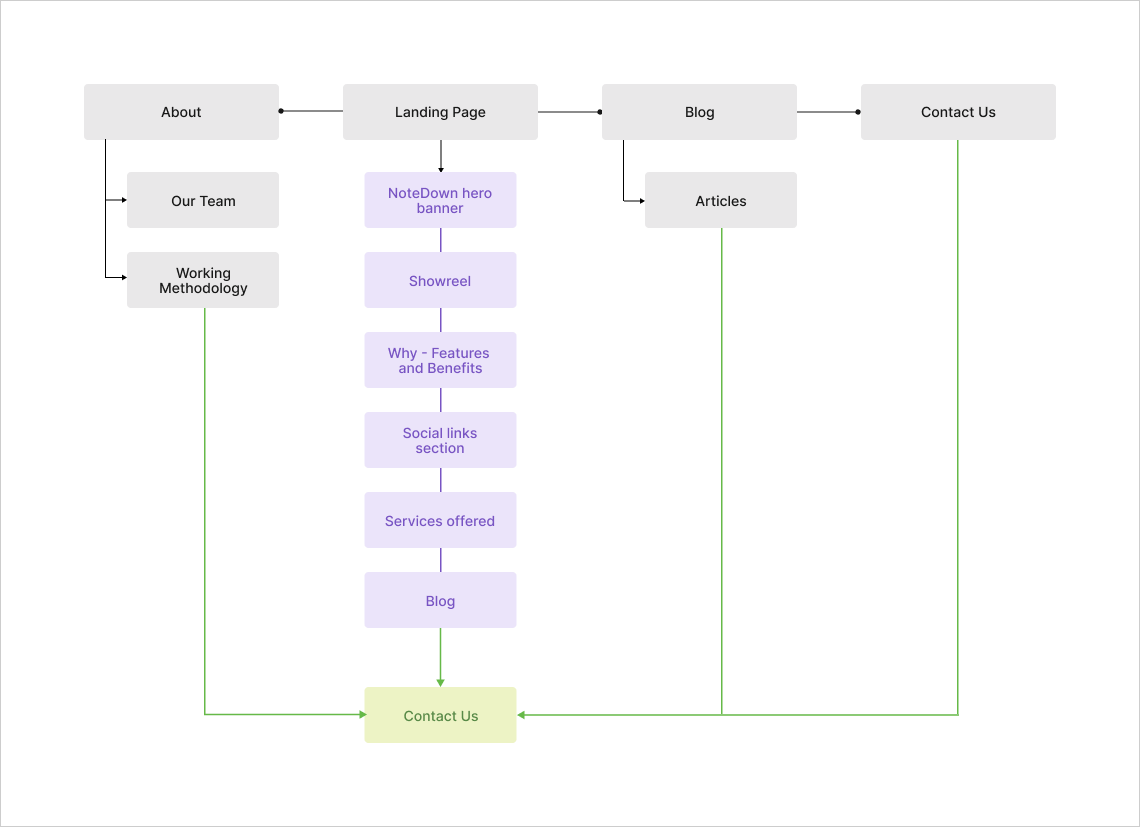 About
Landing Page
Blog
Contact Us
Our Team
NoteDown hero
banner
Articles
Working
Methodology
Showreel
Why - Features
and Benefits
Social links
section
Services offered
Blog
Contact Us